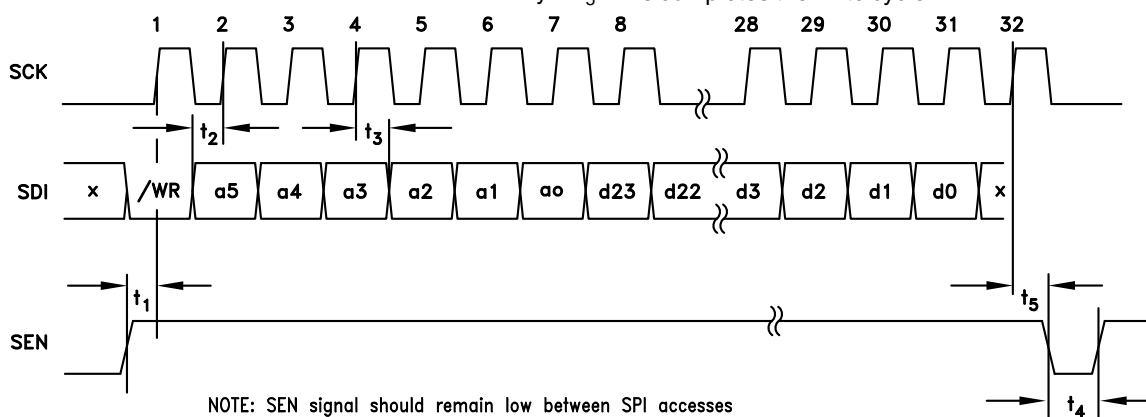 1 2 3 4 5 6 7 8 28 29 30 31 32
SCK
t2 t3
SDI x /WR a5 a4 a3 a2 a1 ao d23 d22 d3 d2 d1 d0 x
t1 t5
SEN
NOTE: SEN signal should remain low between SPI accesses
t4